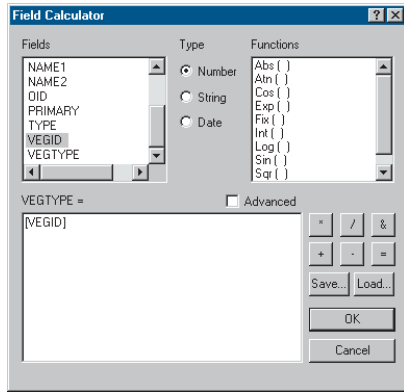 Field Calculator
Fields
Type
Functions
NAME1
NAME2
OID
PRIMARY
TYPE
VEGID
VEGTYPE
Number
String
Date
Abs ( )
Atn ( )
Cos ( )
Exp ( )
Fix ( )
Int ( )
Log ( )
Sin ( )
Sqr ( )
VEGTYPE =
Advanced
[VEGID]
* / &
+ - =
Save... Load...
OK
Cancel